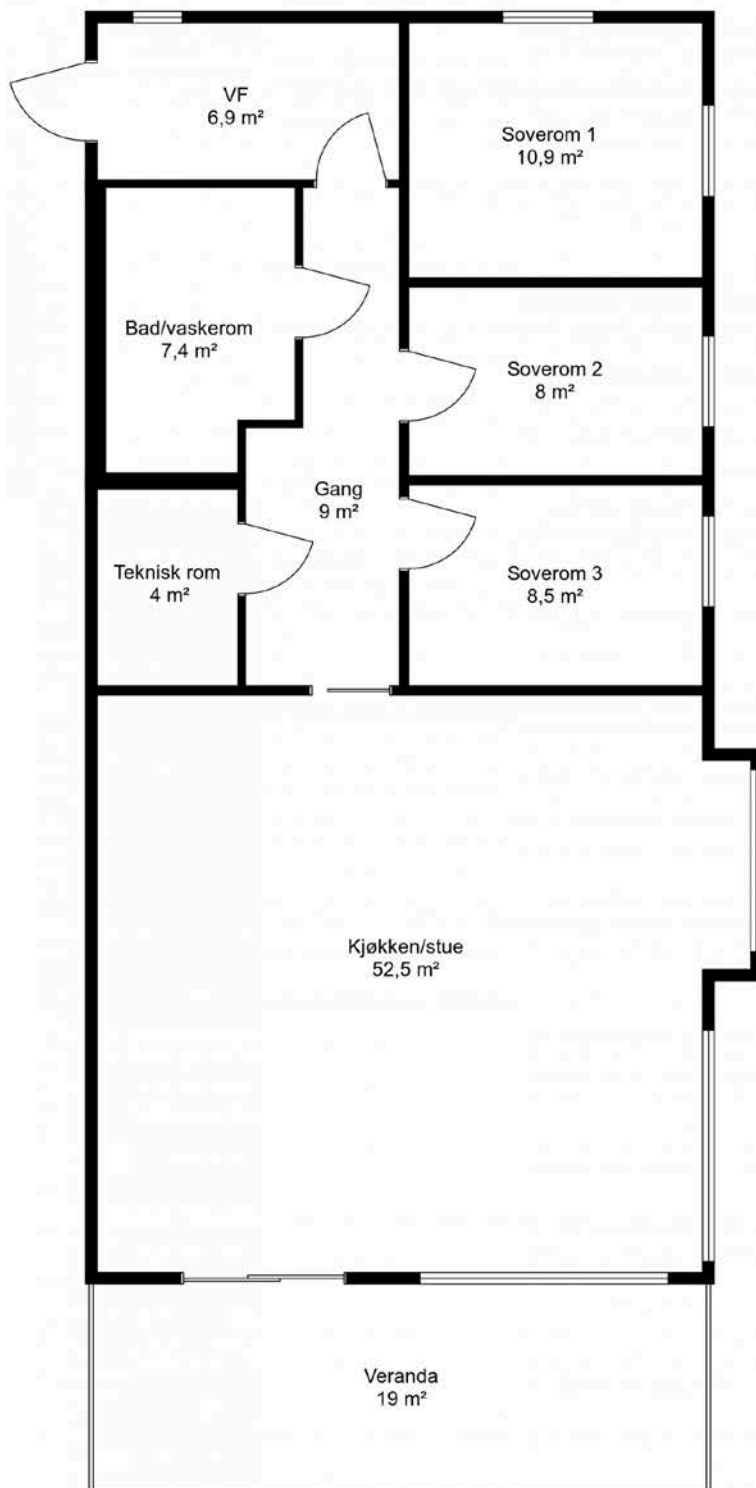 VF
6,9 m²
Soverom 1
10,9 m²
Bad/vaskerom
7,4 m²
Soverom 2
8 m²
Gang
9 m²
Teknisk rom
4 m²
Soverom 3
8,5 m²
Kjøkken/stue
52,5 m²
Veranda
19 m²